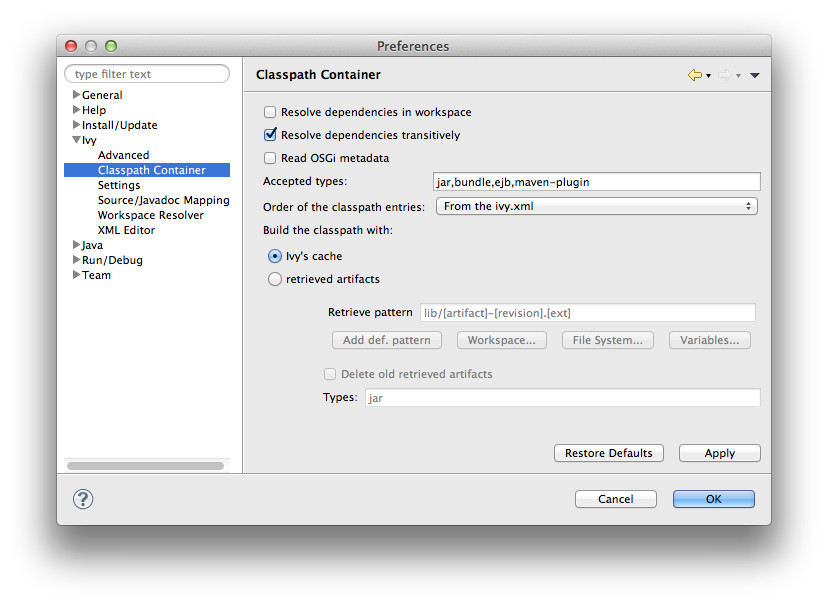 Preferences
type filter text
General
Help
Install/Update
Ivy
Advanced
Classpath Container
Settings
Source/Javadoc Mapping
Workspace Resolver
XML Editor
Java
Run/Debug
Team
Classpath Container
Resolve dependencies in workspace
Resolve dependencies transitively
Read OSGi metadata
Accepted types: jar,bundle,ejb,maven-plugin
Order of the classpath entries: From the ivy.xml
Build the classpath with:
Ivy's cache
retrieved artifacts
Retrieve pattern lib/[artifact]-[revision].[ext]
Add def. pattern Workspace... File System... Variables...
Delete old retrieved artifacts
Types: jar
Restore Defaults Apply
? Cancel OK